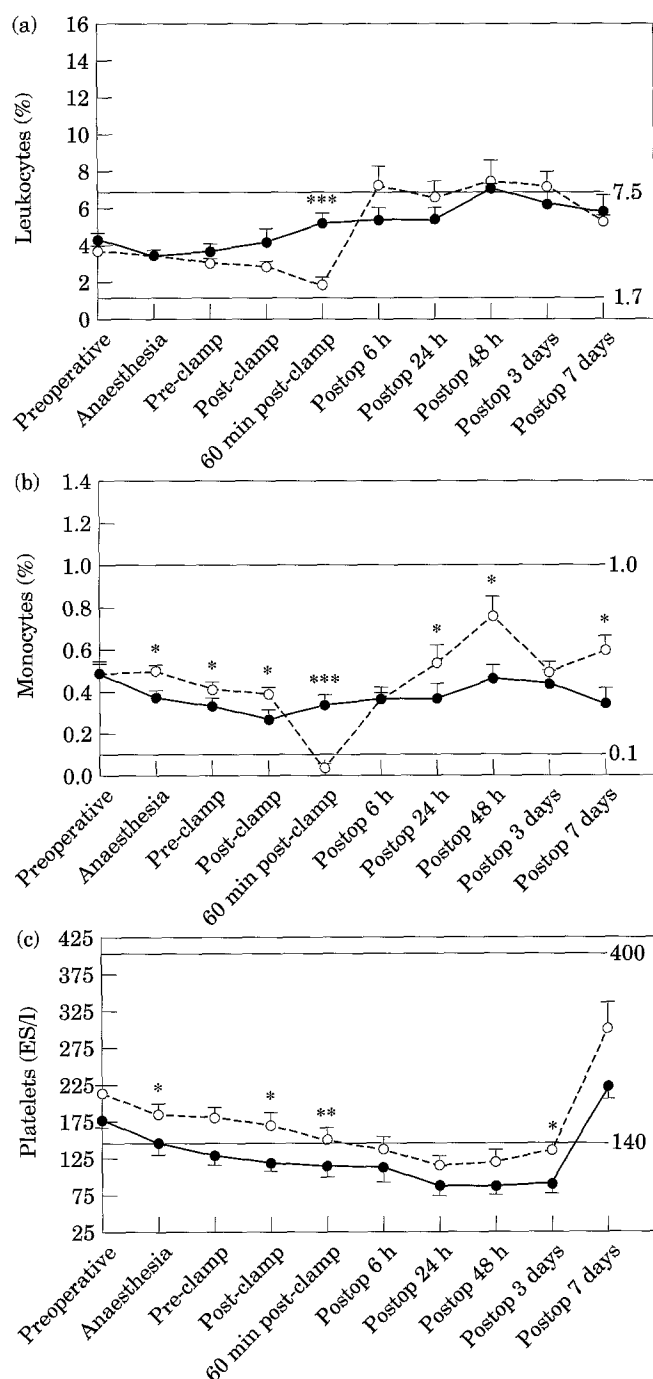 (a)
16
14
12
10
8
6
4
2
0
Leukocytes (%)
***
7.5
1.7
Preoperative
Anaesthesia
Pre-clamp
Post-clamp
60 min post-clamp
Postop 6 h
Postop 24 h
Postop 48 h
Postop 3 days
Postop 7 days
(b)
1.4
1.2
1.0
0.8
0.6
0.4
0.2
0.0
Monocytes (%)
* * * *** * * *
1.0
0.1
Preoperative
Anaesthesia
Pre-clamp
Post-clamp
60 min post-clamp
Postop 6 h
Postop 24 h
Postop 48 h
Postop 3 days
Postop 7 days
(c)
425
375
325
275
225
175
125
75
25
Platelets (ES/l)
* * ** *
400
140
Preoperative
Anaesthesia
Pre-clamp
Post-clamp
60 min post-clamp
Postop 6 h
Postop 24 h
Postop 48 h
Postop 3 days
Postop 7 days